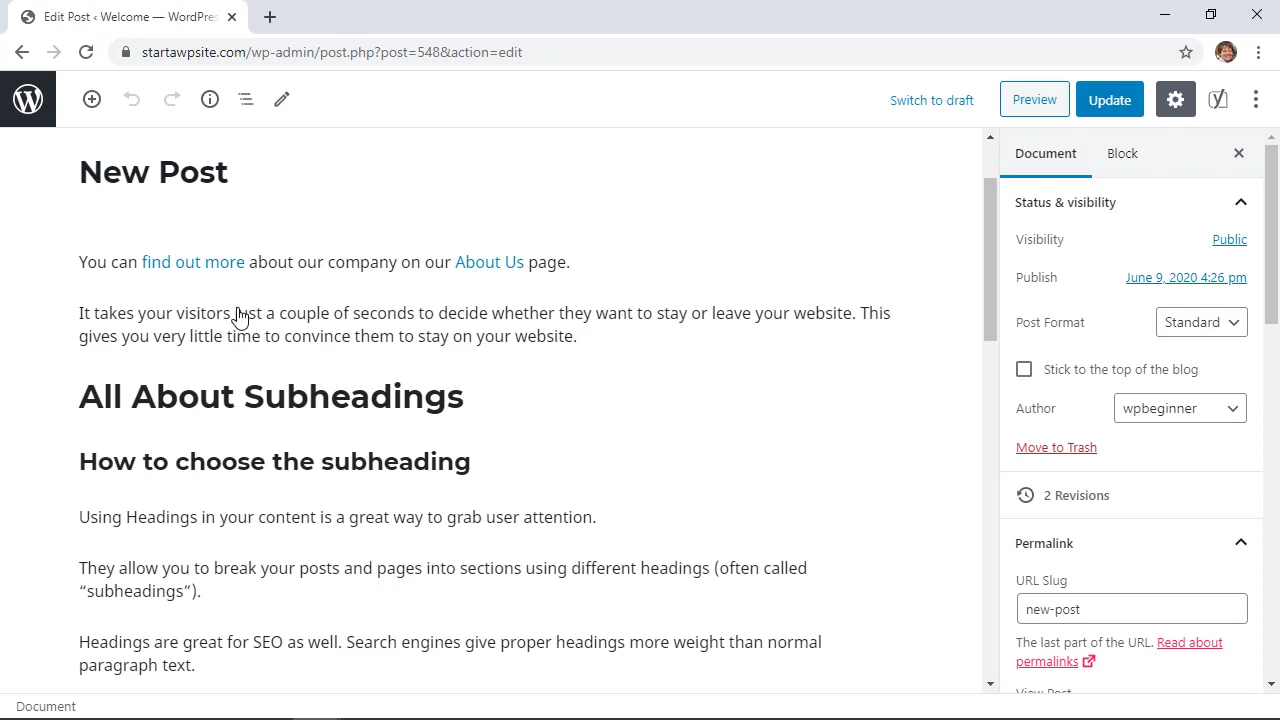 Edit Post ‹ Welcome — WordPres
startawpsite.com/wp-admin/post.php?post=548&action=edit
Switch to draft
Preview
Update
New Post
You can find out more about our company on our About Us page.
It takes your visitors just a couple of seconds to decide whether they want to stay or leave your website. This
gives you very little time to convince them to stay on your website.
All About Subheadings
How to choose the subheading
Using Headings in your content is a great way to grab user attention.
They allow you to break your posts and pages into sections using different headings (often called
“subheadings”).
Headings are great for SEO as well. Search engines give proper headings more weight than normal
paragraph text.
Document
Block
Status & visibility
Visibility
Public
Publish
June 9, 2020 4:26 pm
Post Format
Standard
Stick to the top of the blog
Author
wpbeginner
Move to Trash
2 Revisions
Permalink
URL Slug
new-post
The last part of the URL. Read about
permalinks
View Post
Document